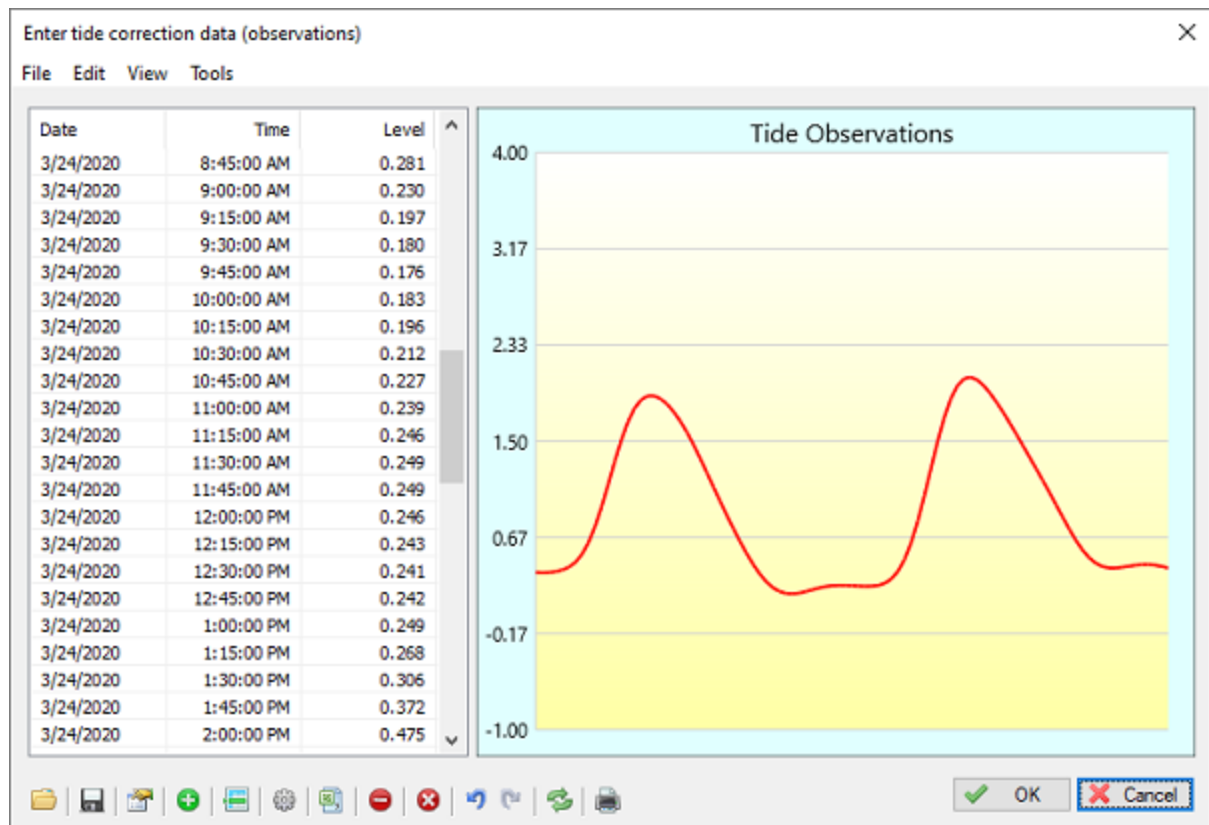 Enter tide correction data (observations)
File Edit View Tools
Date Time Level
3/24/2020 8:45:00 AM 0.281
3/24/2020 9:00:00 AM 0.230
3/24/2020 9:15:00 AM 0.197
3/24/2020 9:30:00 AM 0.180
3/24/2020 9:45:00 AM 0.176
3/24/2020 10:00:00 AM 0.183
3/24/2020 10:15:00 AM 0.196
3/24/2020 10:30:00 AM 0.212
3/24/2020 10:45:00 AM 0.227
3/24/2020 11:00:00 AM 0.239
3/24/2020 11:15:00 AM 0.246
3/24/2020 11:30:00 AM 0.249
3/24/2020 11:45:00 AM 0.249
3/24/2020 12:00:00 PM 0.246
3/24/2020 12:15:00 PM 0.243
3/24/2020 12:30:00 PM 0.241
3/24/2020 12:45:00 PM 0.242
3/24/2020 1:00:00 PM 0.249
3/24/2020 1:15:00 PM 0.268
3/24/2020 1:30:00 PM 0.306
3/24/2020 1:45:00 PM 0.372
3/24/2020 2:00:00 PM 0.475
Tide Observations
4.00
3.17
2.33
1.50
0.67
-0.17
-1.00
OK Cancel